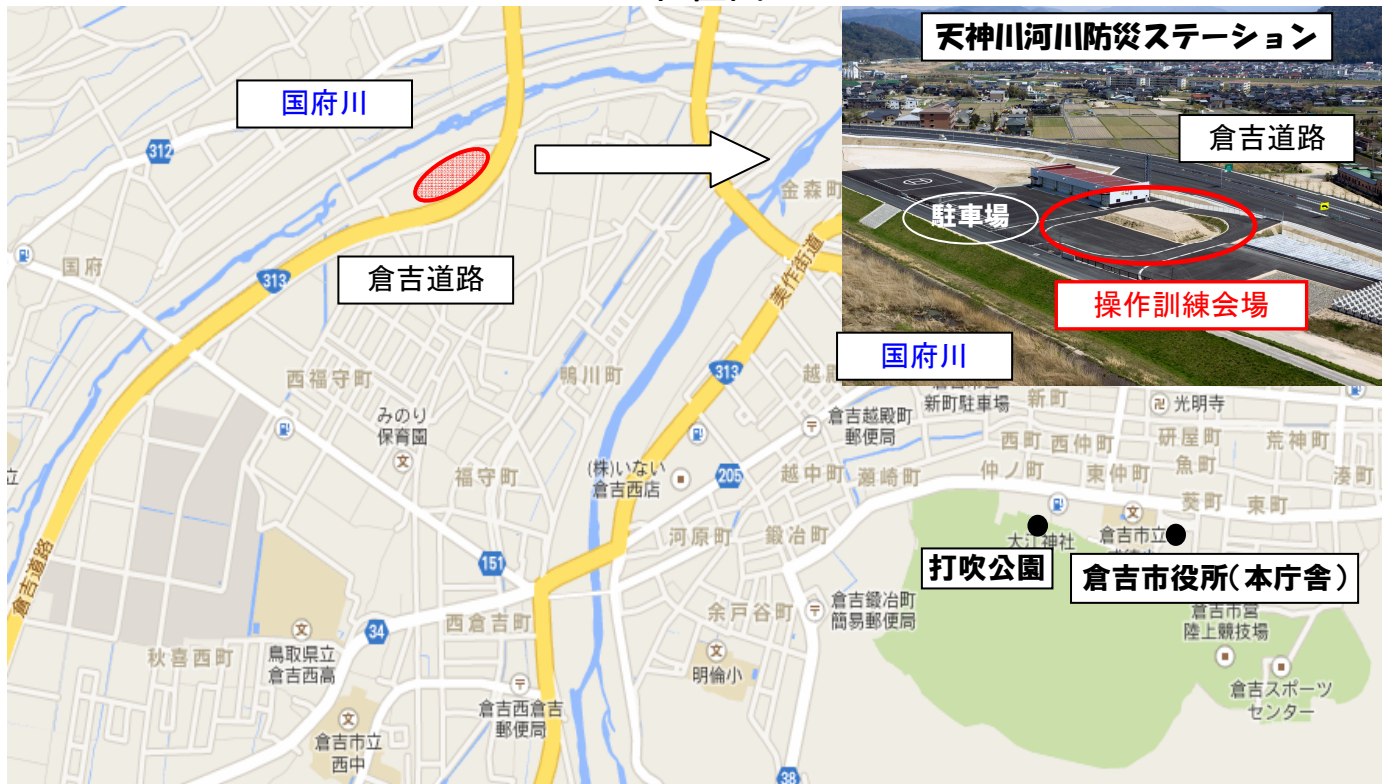 天神川河川防災ステーション
国府川
倉吉道路
駐車場
312
金森町
国府
倉吉道路
313
美作街道
操作訓練会場
国府川
西福守町
鴨川町
313
新町駐車場
新町
光明寺
みのり
保育園
倉吉越殿町
郵便局
西町
西仲町
研屋町
荒神町
(株)いない
倉吉西店
205
越中町
瀬崎町
仲ノ町
東仲町
魚町
湊町
立
福守町
葵町
東町
河原町
鍛冶町
大江神社
倉吉市立
151
打吹公園
倉吉市役所(本庁舎)
倉吉道路
34
西倉吉町
余戸谷町
倉吉鍛冶町
簡易郵便局
倉吉市営
陸上競技場
秋喜西町
鳥取県立
倉吉西高
明倫小
倉吉スポーツ
センター
倉吉西倉吉
郵便局
倉吉市立
西中
38